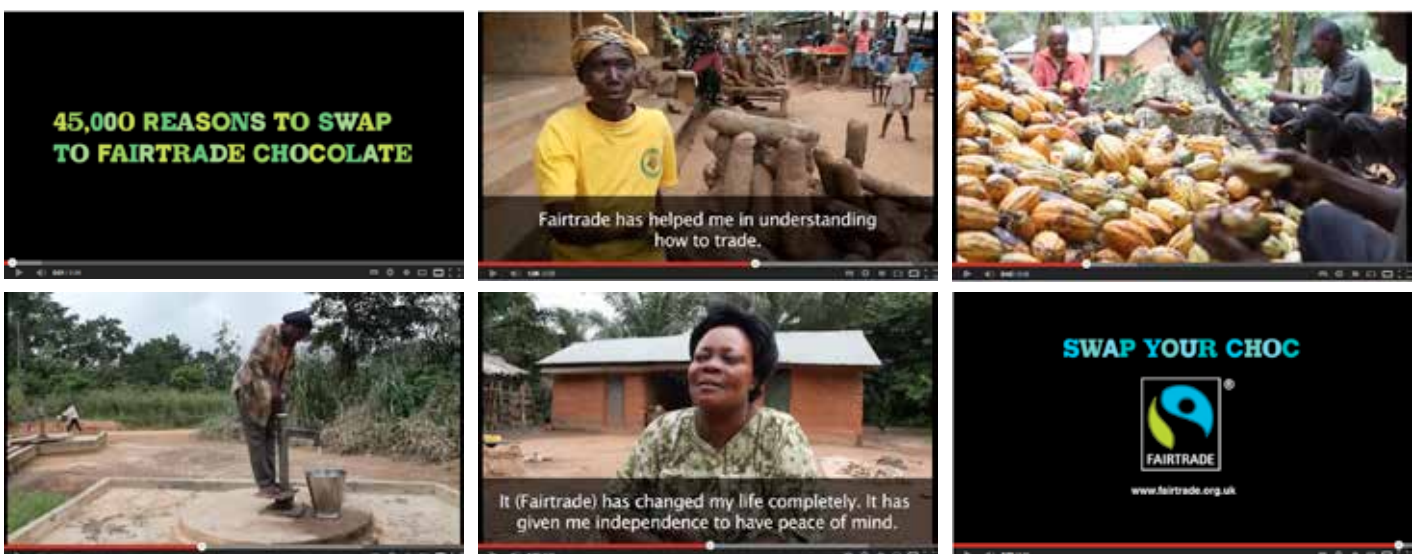 45,000 REASONS TO SWAP
TO FAIRTRADE CHOCOLATE
Fairtrade has helped me in understanding
how to trade.
It (Fairtrade) has changed my life completely. It has
given me independence to have peace of mind.
SWAP YOUR CHOC
®
FAIRTRADE
www.fairtrade.org.uk